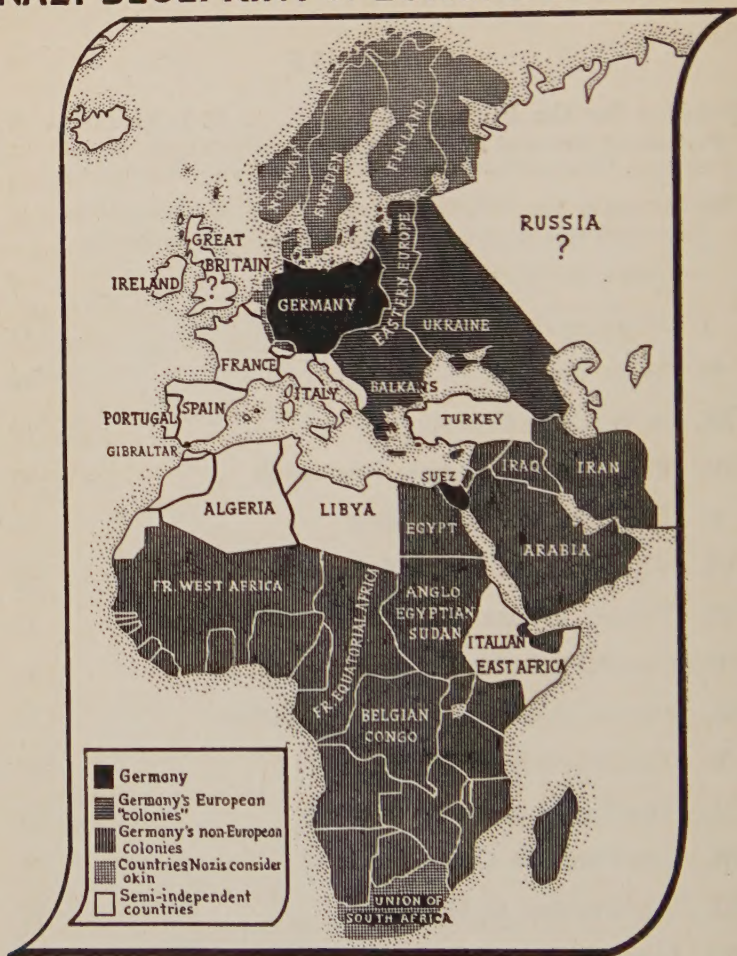 NORWAY
SWEDEN
FINLAND
RUSSIA
?
GREAT
BRITAIN
?
IRELAND
GERMANY
EASTERN EUROPE
UKRAINE
FRANCE
ITALY
BALKANS
PORTUGAL
SPAIN
TURKEY
GIBRALTAR
SUEZ
IRAQ
IRAN
ALGERIA
LIBYA
EGYPT
ARABIA
FR. WEST AFRICA
FR. EQUATORIAL AFRICA
ANGLO
EGYPTIAN
SUDAN
ITALIAN
EAST AFRICA
BELGIAN
CONGO
Germany
Germany's European
"colonies"
Germany's non-European
colonies
Countries Nazis consider
akin
Semi-independent
countries
UNION OF
SOUTH AFRICA